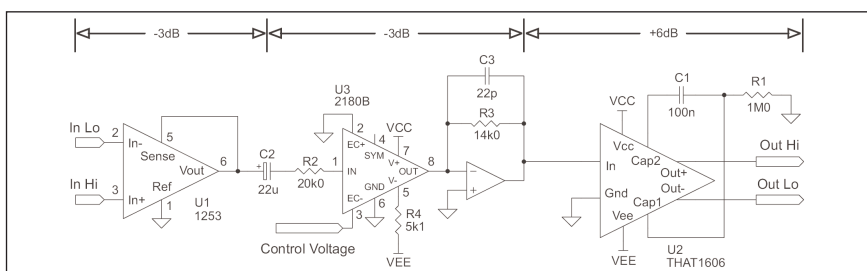 -3dB
-3dB
+6dB
C3
22p
R3
14k0
C1
100n
R1
1M0
U3
2180B
VCC
VCC
In Lo
2
In-
5
Sense
Vout
6
In Hi
3
In+
Ref
1
U1
1253
C2
+
22u
R2
20k0
1
IN
2
EC+
4
SYM
7
V+
OUT
8
V-
GND
5
EC-
3
6
R4
5k1
VEE
Control Voltage
-
+
In
Vcc
Cap2
Out+
Out-
Gnd
Cap1
Vee
VEE
U2
THAT1606
Out Hi
Out Lo